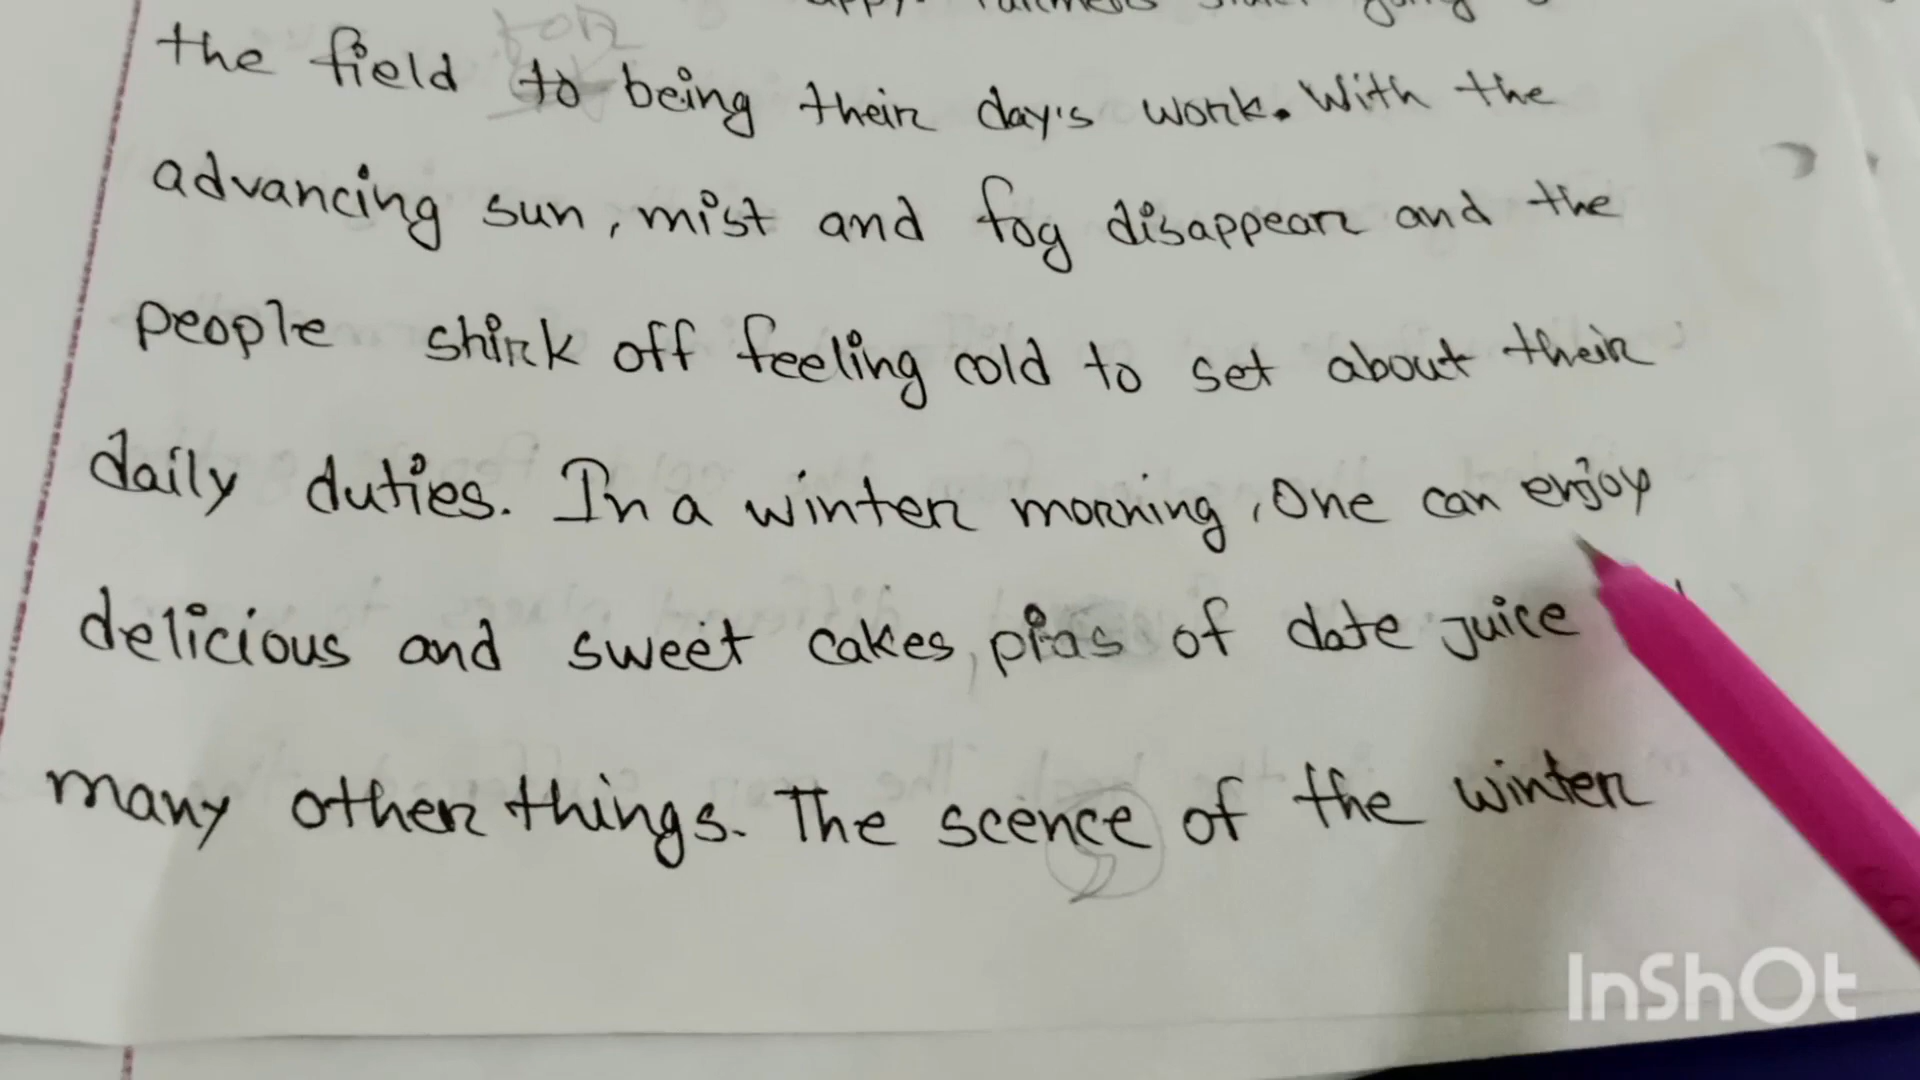 the field to being their day's work. With the
advancing sun, mist and fog disappear and the
people shirk off feeling cold to set about their
daily duties. In a winter morning, One can enjoy
delicious and sweet cakes, pias of date juice
many other things. The scence of the winter
InShOt